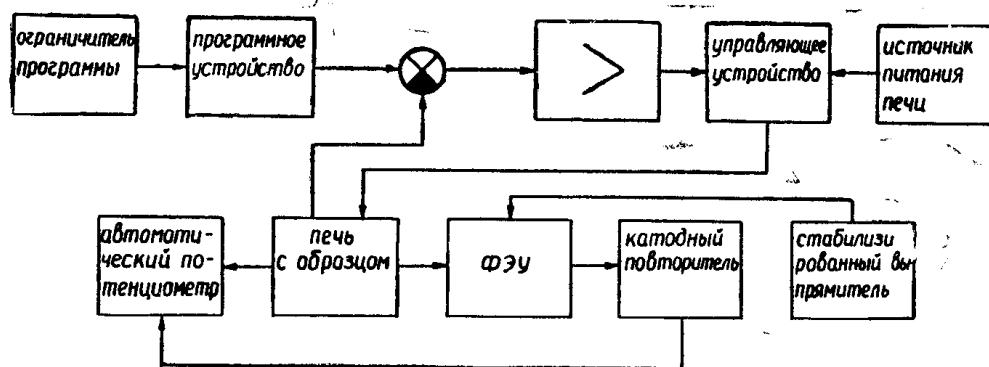 ограничитель
программы
программное
устройство
>
управляющее
устройство
источник
питания
печи
автомати-
ческий по-
тенциометр
печь
с образцом
ФЭУ
катодный
повторитель
стабилизи
рованный вы
прямитель